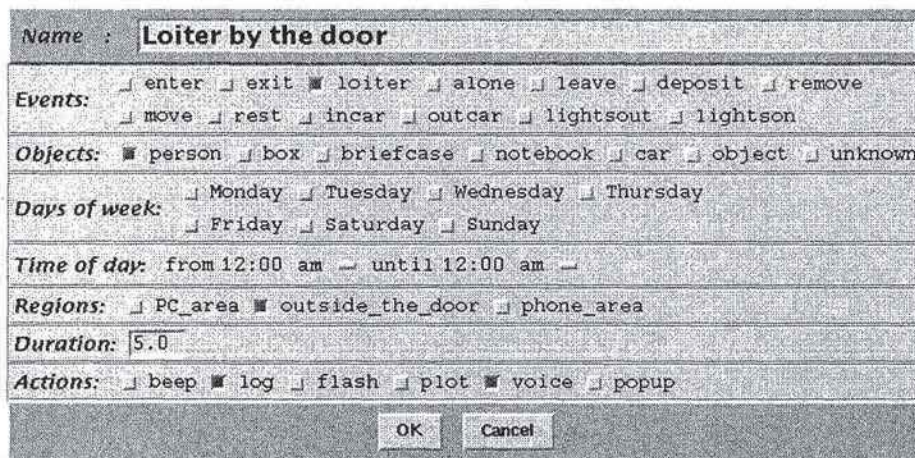 Name : Loiter by the door
Events: enter exit loiter alone leave deposit remove
move rest incar outcar lightsout lightson
Objects: person box briefcase notebook car object unknown
Days of week: Monday Tuesday Wednesday Thursday
Friday Saturday Sunday
Time of day: from 12:00 am until 12:00 am
Regions: PC_area outside_the_door phone_area
Duration: 5.0
Actions: beep log flash plot voice popup
OK Cancel